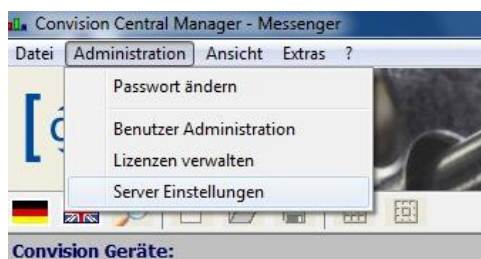 Convision Central Manager - Messenger
Datei Administration Ansicht Extras ?
Passwort ändern
Benutzer Administration
Lizenzen verwalten
Server Einstellungen
Convision Geräte: